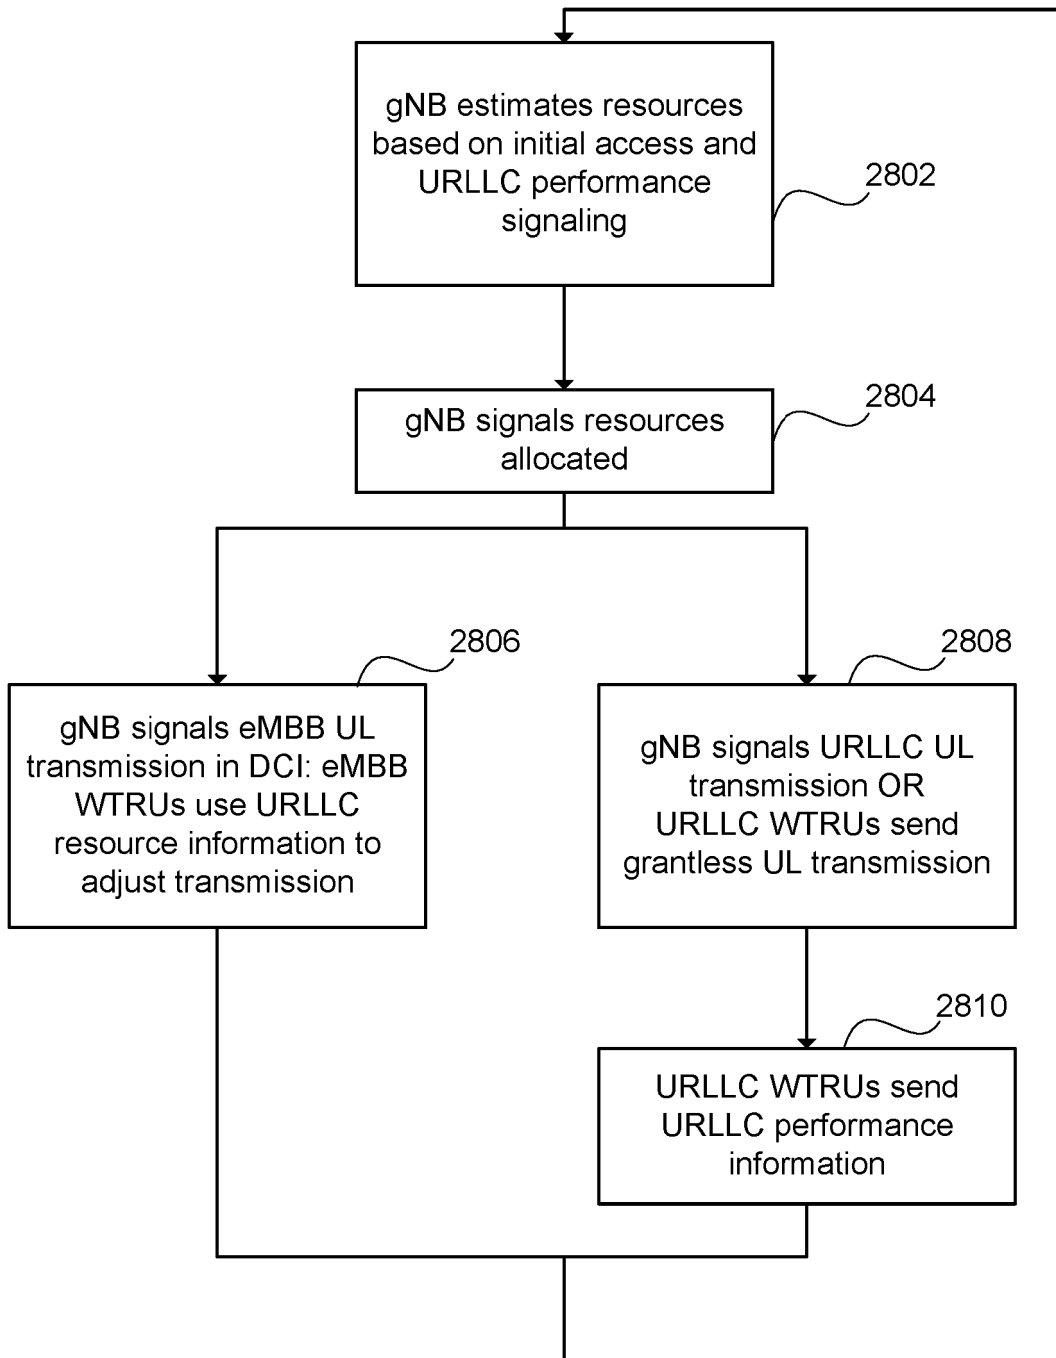 gNB estimates resources
based on initial access and
URLLC performance
signaling
2802
gNB signals resources
allocated
2804
gNB signals eMBB UL
transmission in DCI: eMBB
WTRUs use URLLC
resource information to
adjust transmission
2806
gNB signals URLLC UL
transmission OR
URLLC WTRUs send
grantless UL transmission
2808
URLLC WTRUs send
URLLC performance
information
2810